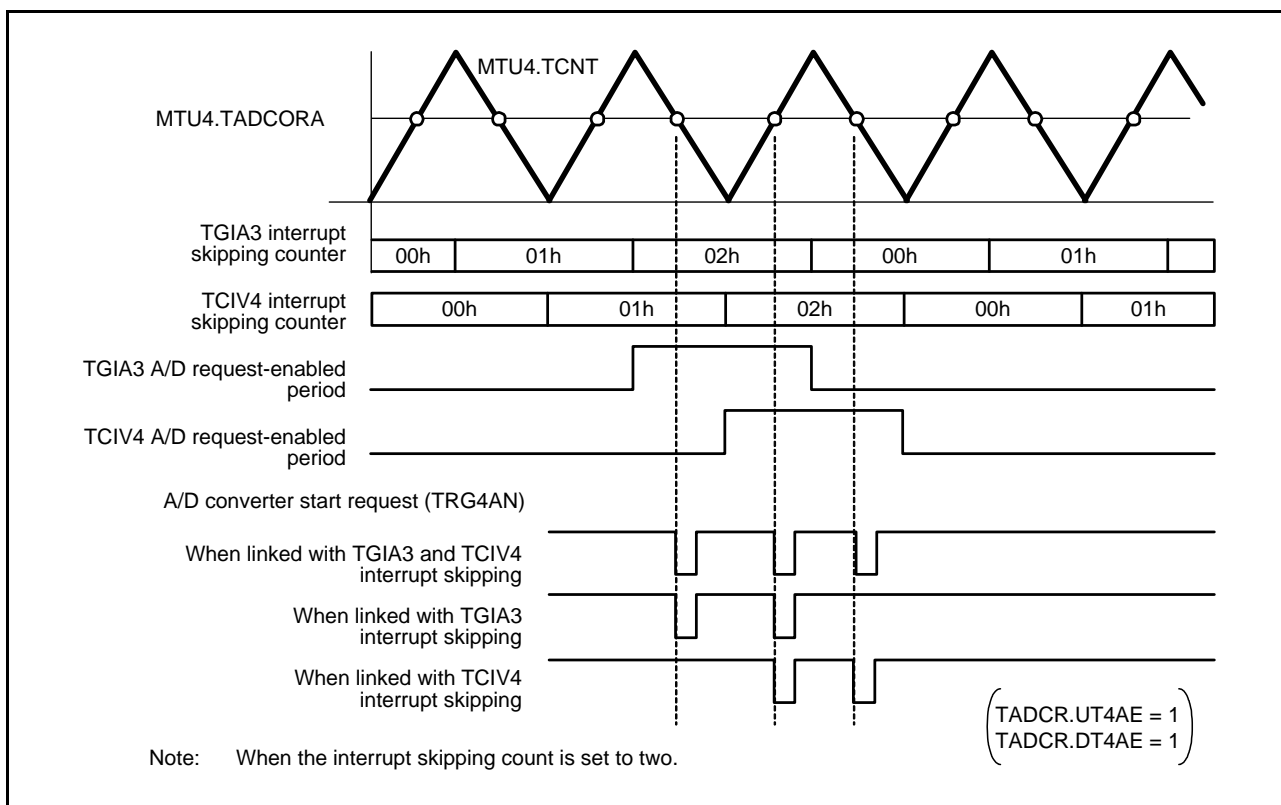 MTU4.TCNT
MTU4.TADCORA
TGIA3 interrupt
skipping counter
00h 01h 02h 00h 01h
TCIV4 interrupt
skipping counter
00h 01h 02h 00h 01h
TGIA3 A/D request-enabled
period
TCIV4 A/D request-enabled
period
A/D converter start request (TRG4AN)
When linked with TGIA3 and TCIV4
interrupt skipping
When linked with TGIA3
interrupt skipping
When linked with TCIV4
interrupt skipping
TADCR.UT4AE = 1
TADCR.DT4AE = 1
Note: When the interrupt skipping count is set to two.